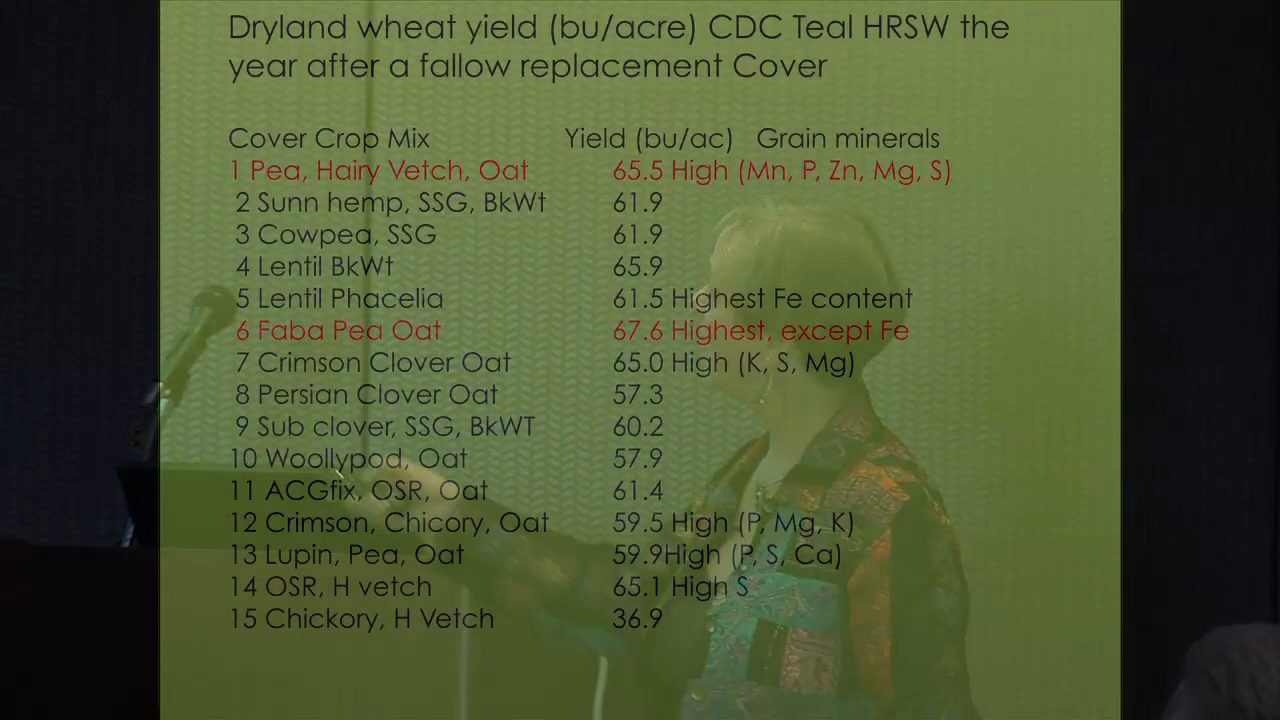 Dryland wheat yield (bu/acre) CDC Teal HRSW the
year after a fallow replacement Cover
Cover Crop Mix Yield (bu/ac) Grain minerals
1 Pea, Hairy Vetch, Oat 65.5 High (Mn, P, Zn, Mg, S)
2 Sunn hemp, SSG, BkWt 61.9
3 Cowpea, SSG 61.9
4 Lentil BkWt 65.9
5 Lentil Phacelia 61.5 Highest Fe content
6 Faba Pea Oat 67.6 Highest, except Fe
7 Crimson Clover Oat 65.0 High (K, S, Mg)
8 Persian Clover Oat 57.3
9 Sub clover, SSG, BkWT 60.2
10 Woollypod, Oat 57.9
11 ACGfix, OSR, Oat 61.4
12 Crimson, Chicory, Oat 59.5 High (P, Mg, K)
13 Lupin, Pea, Oat 59.9High (P, S, Ca)
14 OSR, H vetch 65.1 High S
15 Chickory, H Vetch 36.9